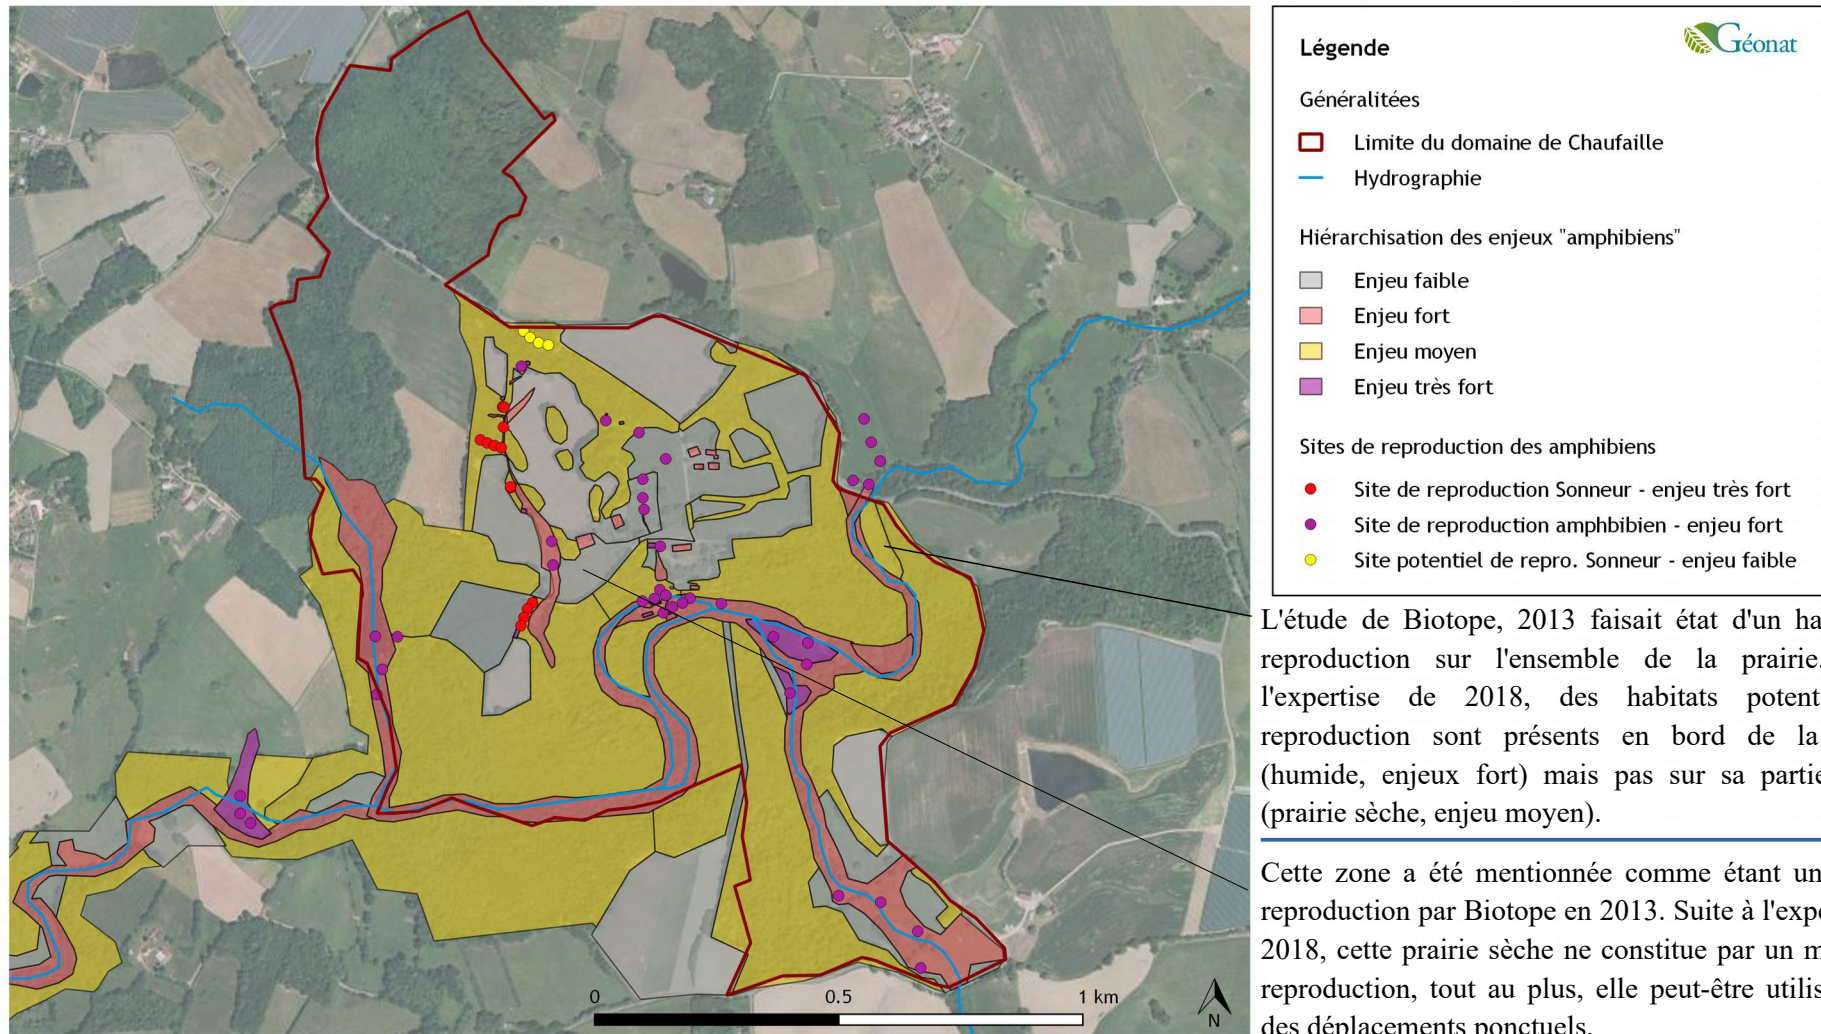 Légende
Géonat
Généralitées
Limite du domaine de Chaufaille
Hydrographie
Hiérarchisation des enjeux "amphibiens"
Enjeu faible
Enjeu fort
Enjeu moyen
Enjeu très fort
Sites de reproduction des amphibiens
Site de reproduction Sonneur - enjeu très fort
Site de reproduction amphbibien - enjeu fort
Site potentiel de repro. Sonneur - enjeu faible
L'étude de Biotope, 2013 faisait état d'un ha
reproduction sur l'ensemble de la prairie.
l'expertise de 2018, des habitats potent
reproduction sont présents en bord de la
(humide, enjeux fort) mais pas sur sa partie
(prairie sèche, enjeu moyen).
Cette zone a été mentionnée comme étant un
reproduction par Biotope en 2013. Suite à l'expe
2018, cette prairie sèche ne constitue par un m
reproduction, tout au plus, elle peut-être utilis
des déplacements ponctuels.
0 0.5 1 km
N